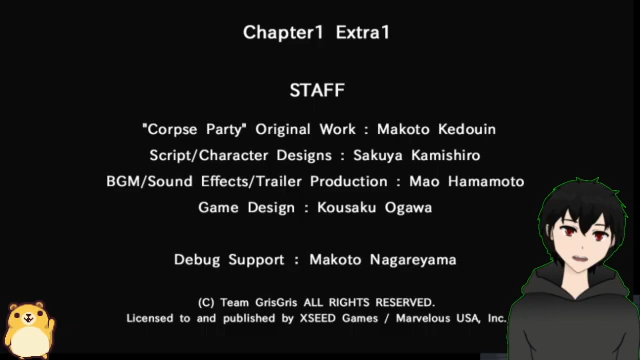 Chapter1 Extra1
STAFF
"Corpse Party" Original Work : Makoto Kedouin
Script/Character Designs : Sakuya Kamishiro
BGM/Sound Effects/Trailer Production : Mao Hamamoto
Game Design : Kousaku Ogawa
Debug Support : Makoto Nagareyama
(C) Team GrisGris ALL RIGHTS RESERVED.
Licensed to and published by XSEED Games / Marvelous USA, Inc.